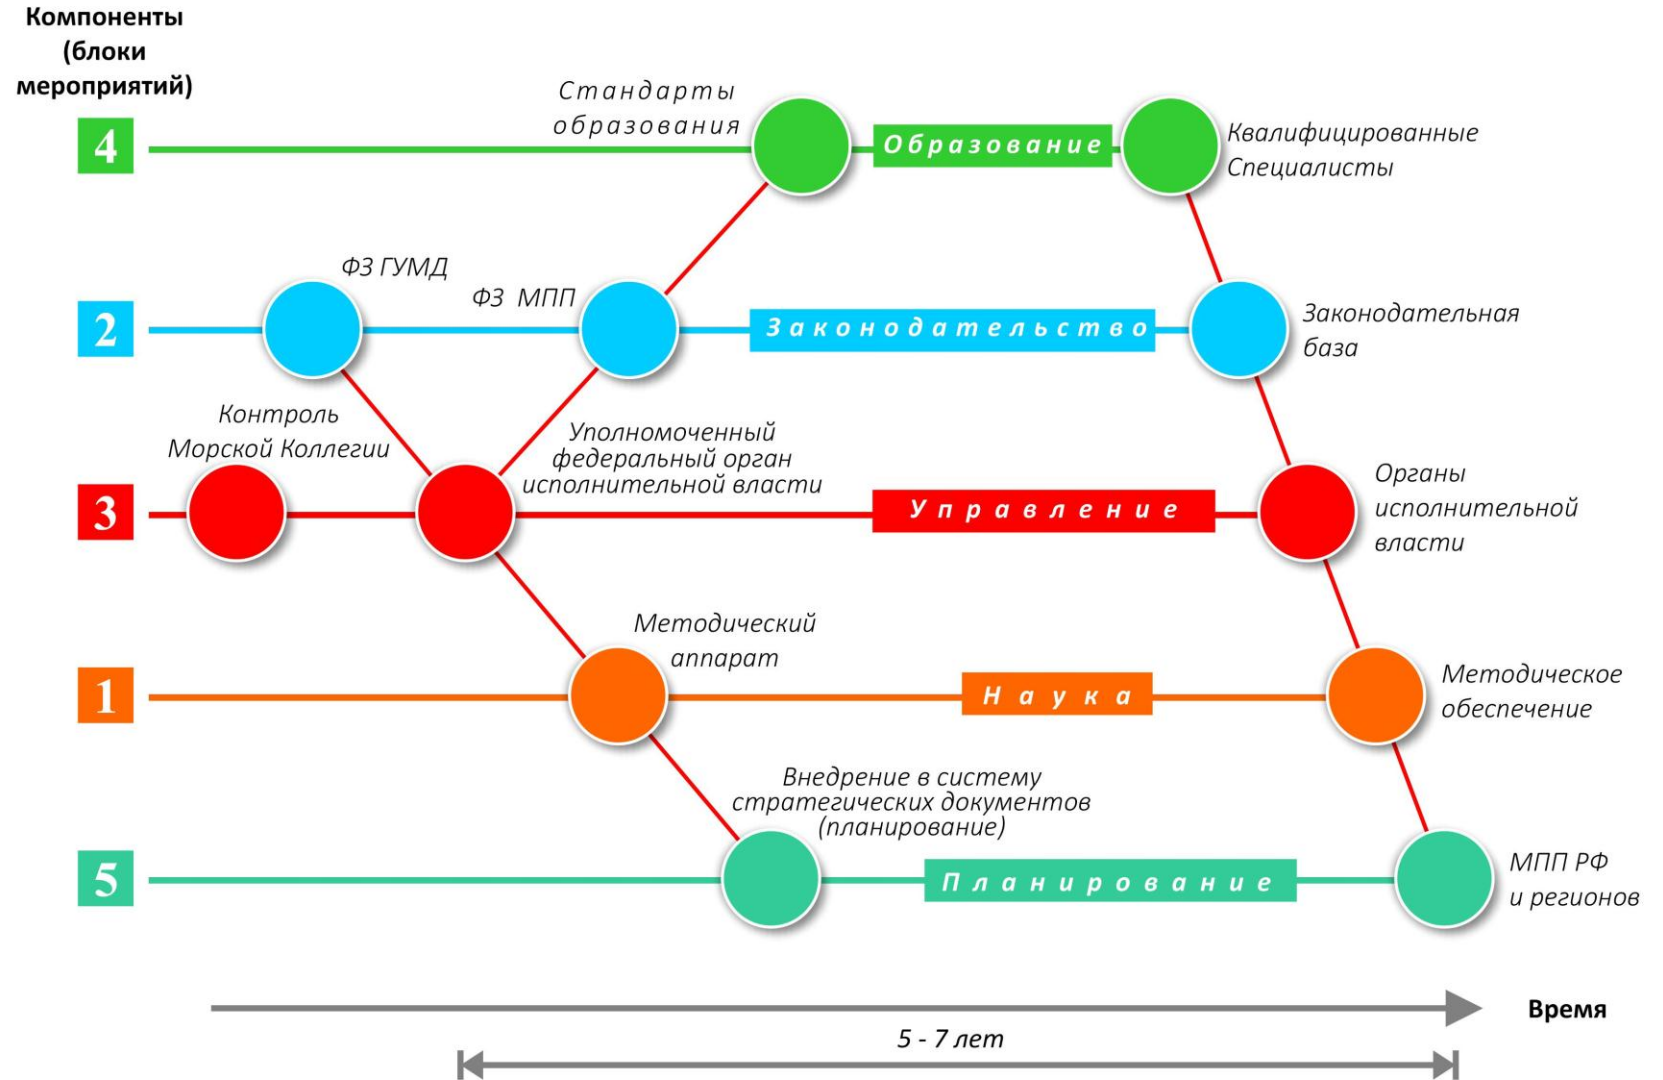 Компоненты
(блоки
мероприятий)
Стандарты
образования
4
Образование
Квалифицированные
Специалисты
ФЗ ГУМД
ФЗ МПП
2
Законодательство
Законодательная
база
Контроль
Морской Коллегии
Уполномоченный
федеральный орган
исполнительной власти
3
Управление
Органы
исполнительной
власти
Методический
аппарат
1
Наука
Методическое
обеспечение
Внедрение в систему
стратегических документов
(планирование)
5
Планирование
МПП РФ
и регионов
Время
5 - 7 лет